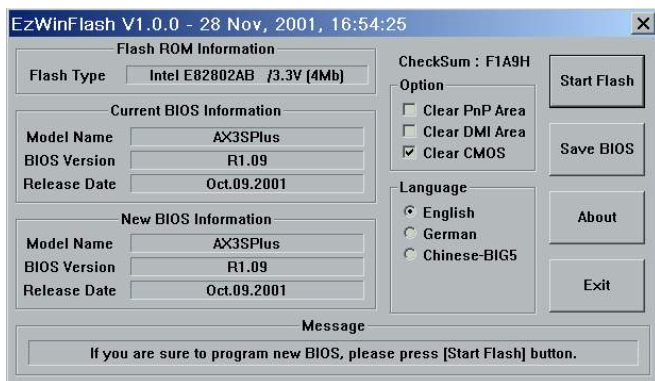 EzWinFlash V1.0.0 - 28 Nov, 2001, 16:54:25
Flash ROM Information
Flash Type Intel E82802AB /3.3V (4Mb)
Current BIOS Information
Model Name AX3SPlus
BIOS Version R1.09
Release Date Oct.09.2001
New BIOS Information
Model Name AX3SPlus
BIOS Version R1.09
Release Date Oct.09.2001
CheckSum : F1A9H
Option
Clear PnP Area
Clear DMI Area
Clear CMOS
Language
English
German
Chinese-BIG5
Start Flash
Save BIOS
About
Exit
Message
If you are sure to program new BIOS, please press [Start Flash] button.